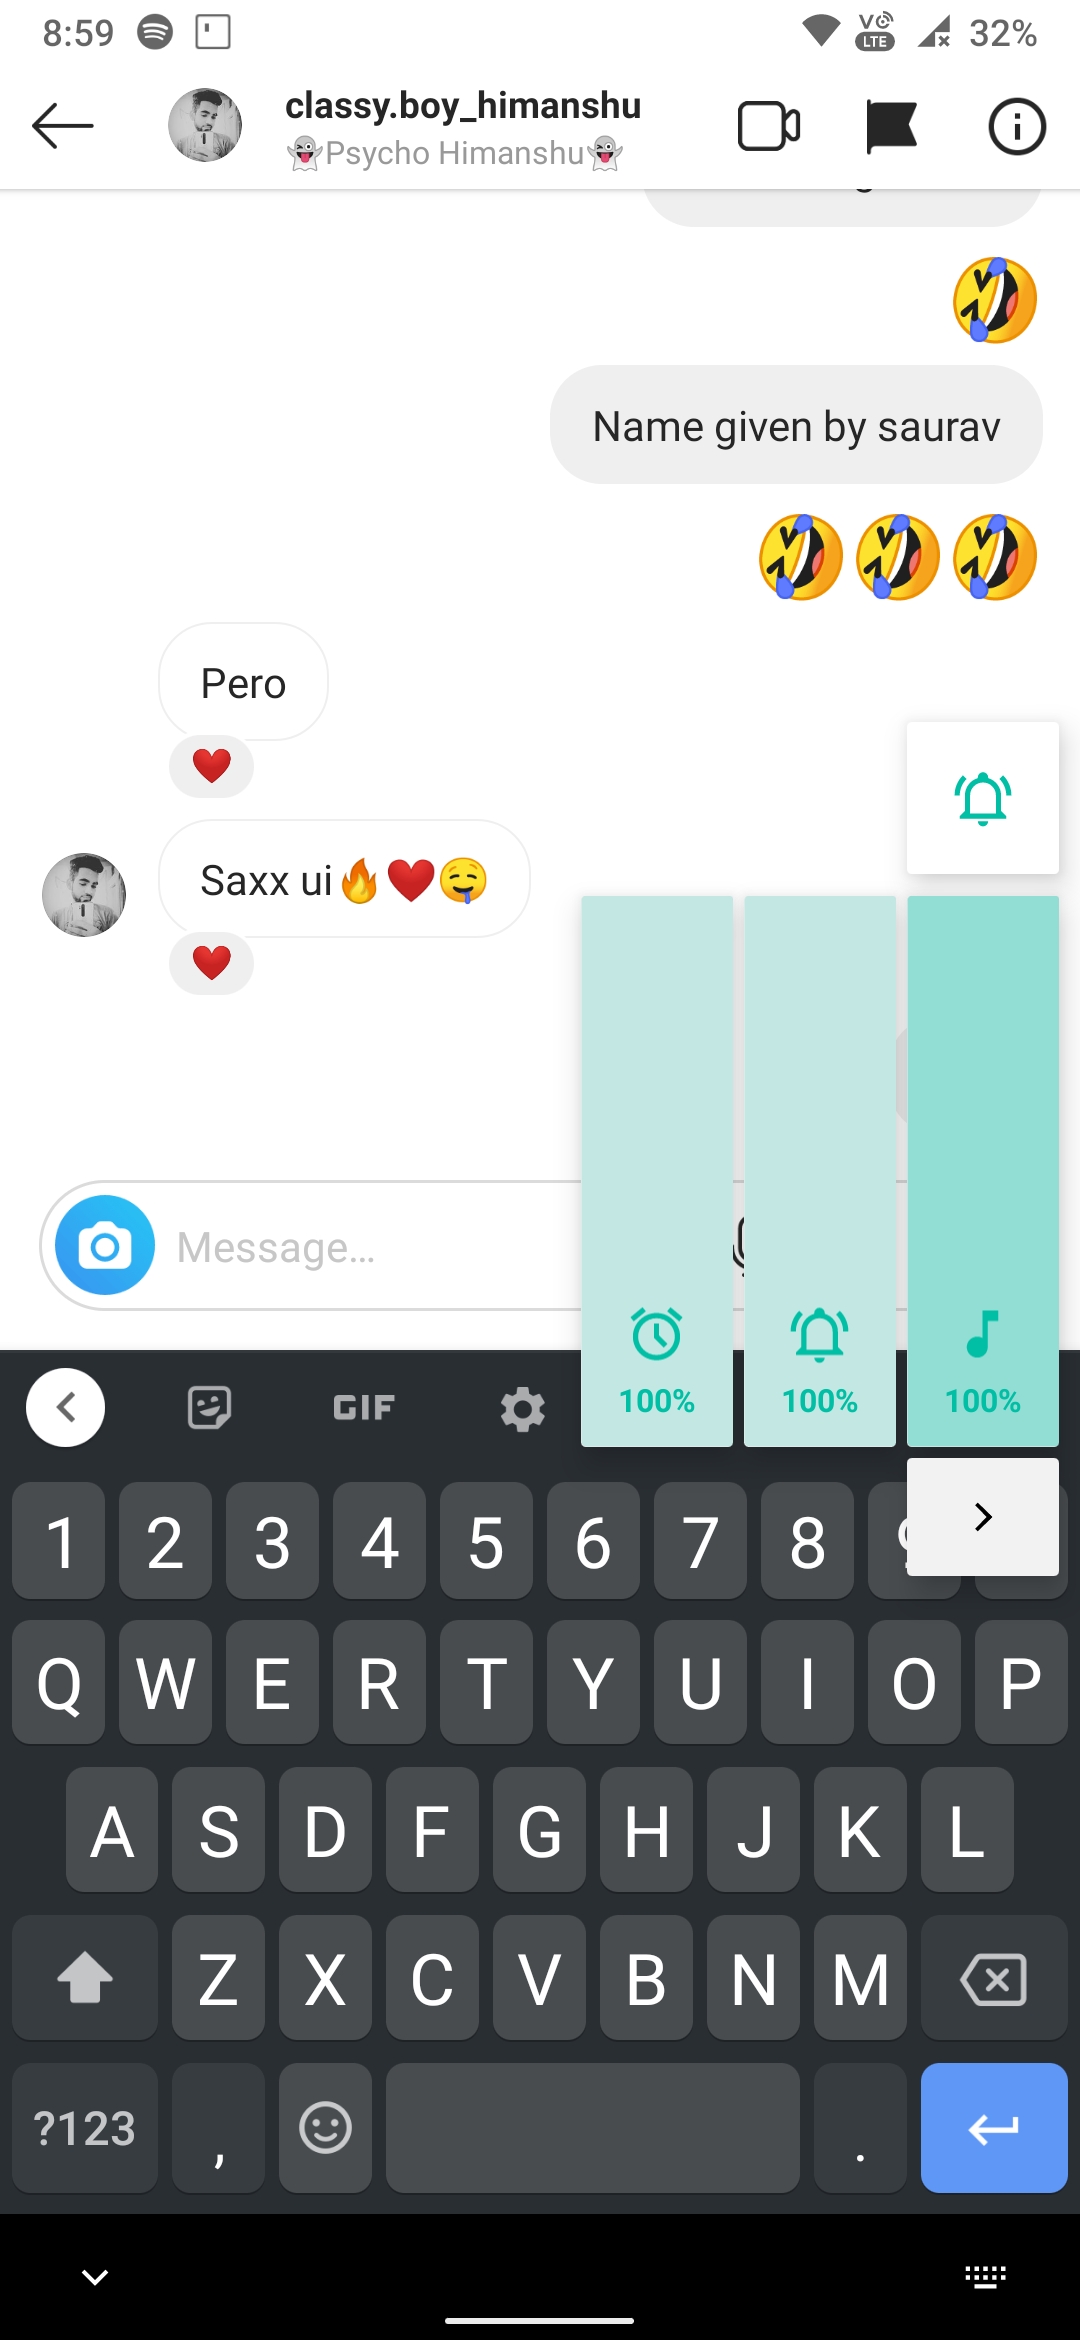 8:59
Vo
LTE
32%
classy.boy_himanshu
👻Psycho Himanshu👻
🤣
Name given by saurav
🤣🤣🤣
Pero
❤️
Saxx ui🔥❤️🤤
❤️
Message...
100% 100% 100%
GIF
1 2 3 4 5 6 7 8
Q W E R T Y U I O P
A S D F G H J K L
Z X C V B N M
?123 , .